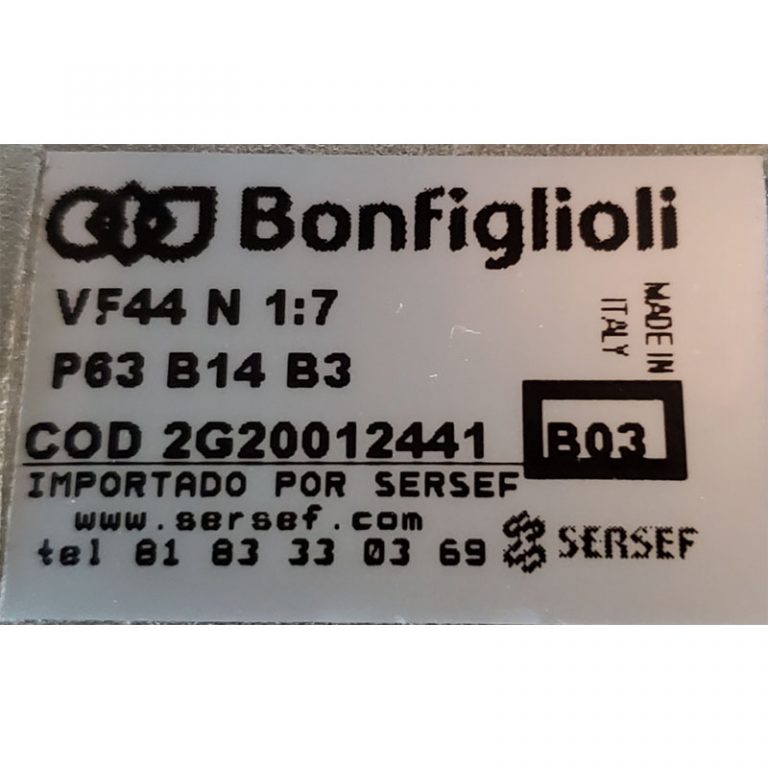 Bonfiglioli
VF44 N 1:7
P63 B14 B3
MADE IN
ITALY
COD 2G20012441
B03
IMPORTADO POR SERSEF
www.sersef.com
tel 81 83 33 03 69
SERSEF